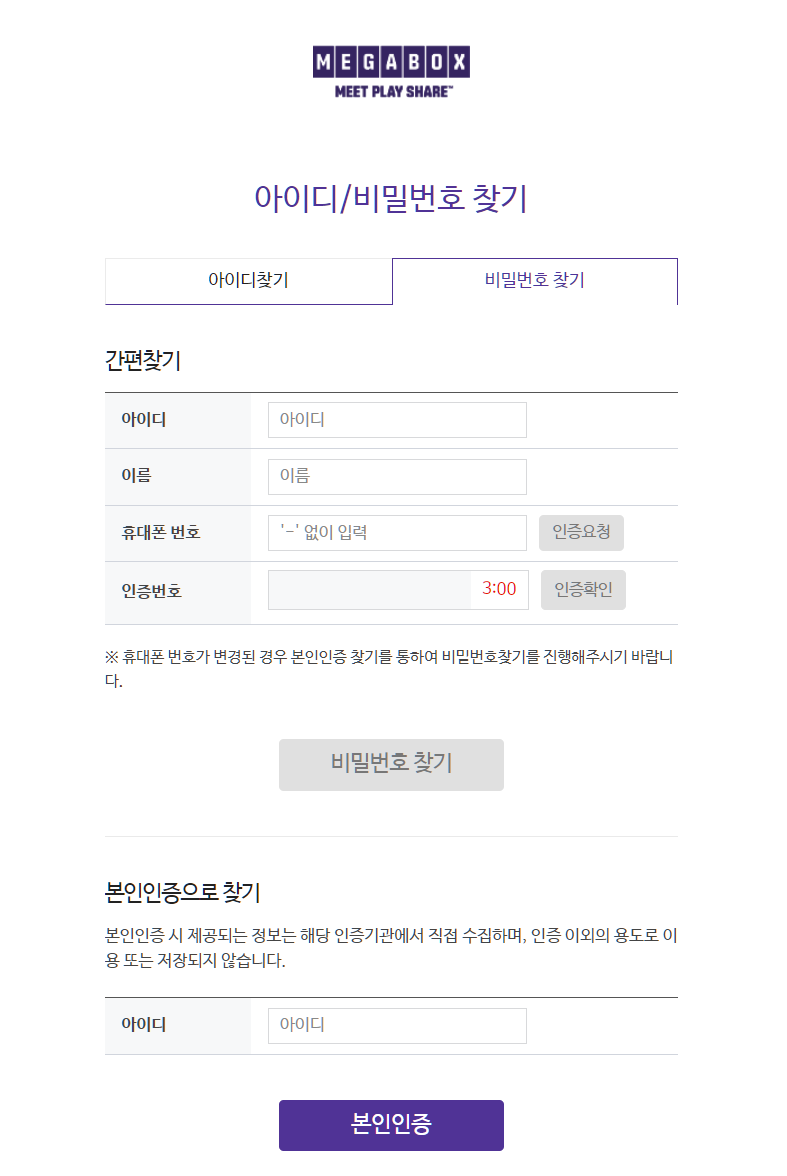 MEGABOX
MEET PLAY SHARE™
아이디/비밀번호 찾기
아이디찾기
비밀번호 찾기
간편찾기
아이디
아이디
이름
이름
휴대폰 번호
'-' 없이 입력
인증요청
인증번호
3:00
인증확인
※ 휴대폰 번호가 변경된 경우 본인인증 찾기를 통하여 비밀번호찾기를 진행해주시기 바랍니
다.
비밀번호 찾기
본인인증으로 찾기
본인인증 시 제공되는 정보는 해당 인증기관에서 직접 수집하며, 인증 이외의 용도로 이
용 또는 저장되지 않습니다.
아이디
아이디
본인인증